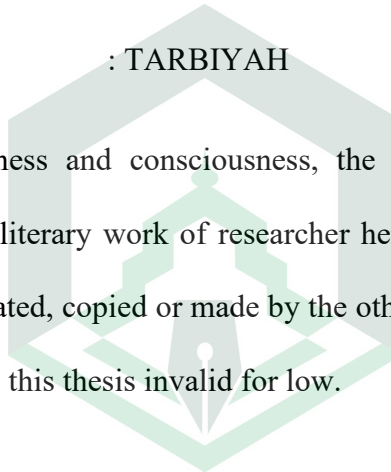 : TARBIYAH
ness and consciousness, the
literary work of researcher he
ated, copied or made by the oth
this thesis invalid for low.